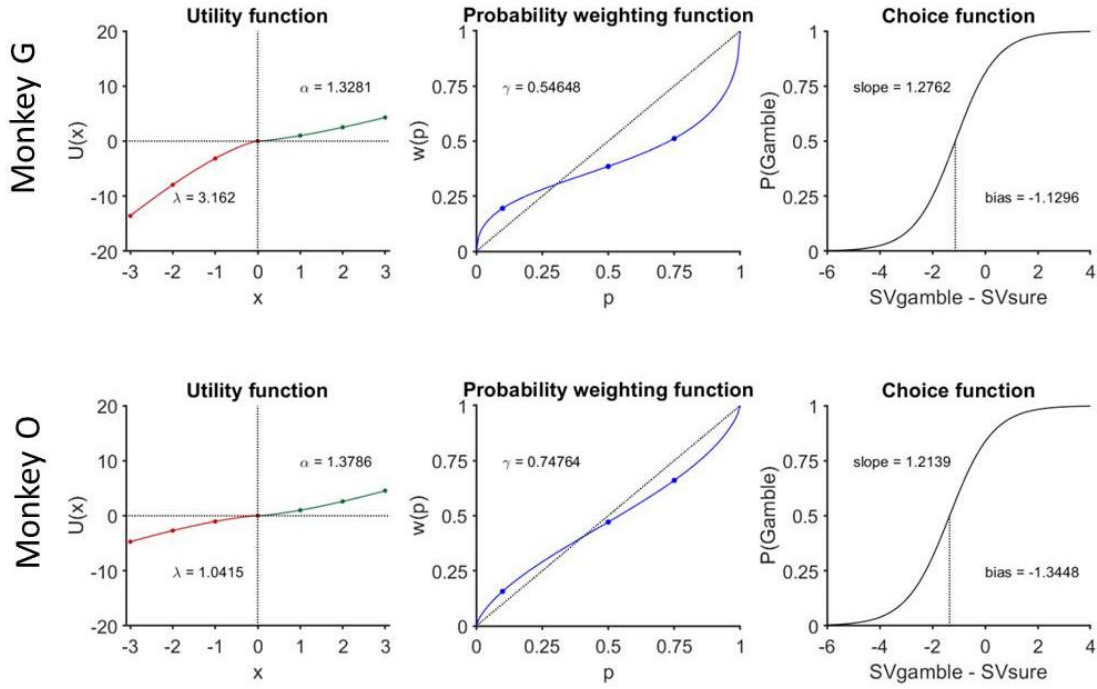 Monkey G
Utility function
20
10
0
-10
-20
U(x)
α = 1.3281
λ = 3.162
-3 -2 -1 0 1 2 3
x
Probability weighting function
1
0.75
0.5
0.25
0
w(p)
γ = 0.54648
0 0.25 0.5 0.75 1
p
Choice function
1
0.75
0.5
0.25
0
P(Gamble)
slope = 1.2762
bias = -1.1296
-6 -4 -2 0 2 4
SVgamble - SVsure
Monkey O
Utility function
20
10
0
-10
-20
U(x)
α = 1.3786
λ = 1.0415
-3 -2 -1 0 1 2 3
x
Probability weighting function
1
0.75
0.5
0.25
0
w(p)
γ = 0.74764
0 0.25 0.5 0.75 1
p
Choice function
1
0.75
0.5
0.25
0
P(Gamble)
slope = 1.2139
bias = -1.3448
-6 -4 -2 0 2 4
SVgamble - SVsure